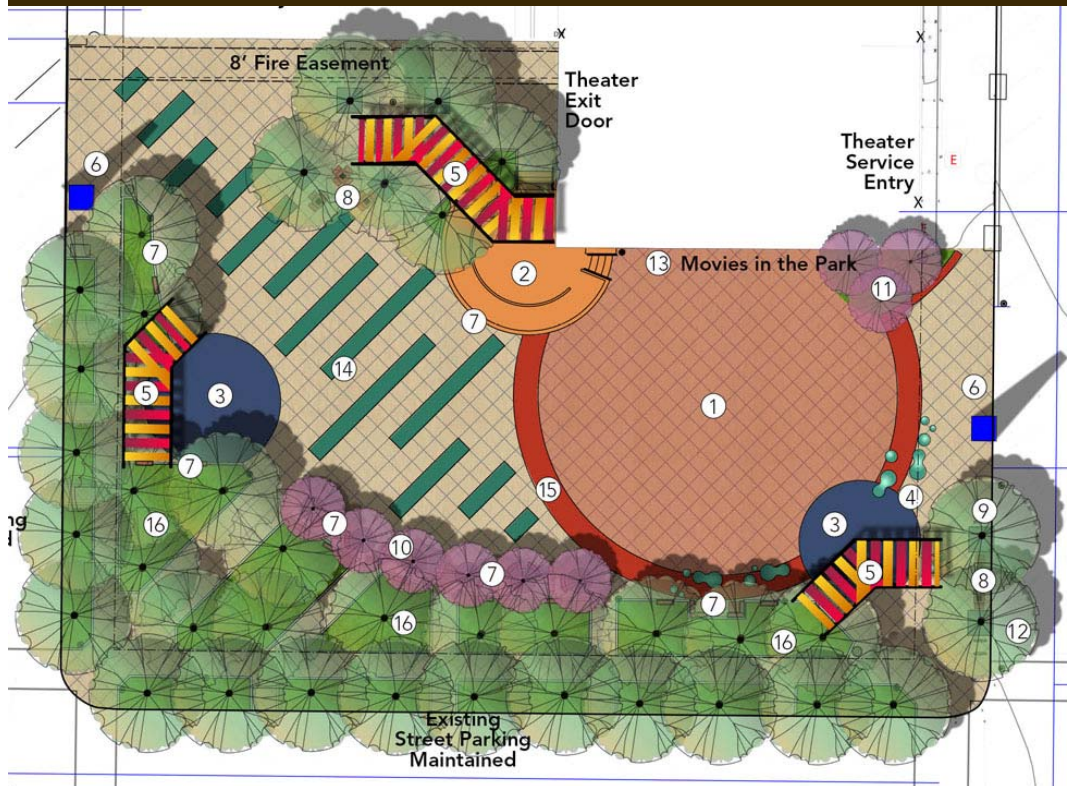 8' Fire Easement
X
X
Theater
Exit
Door
Theater
Service
Entry
E
X
6
5
8
7
2
13
Movies in the Park
11
7
14
5
3
1
6
7
15
3
4
9
16
7
10
7
5
8
7
16
16
12
Existing
Street Parking
Maintained